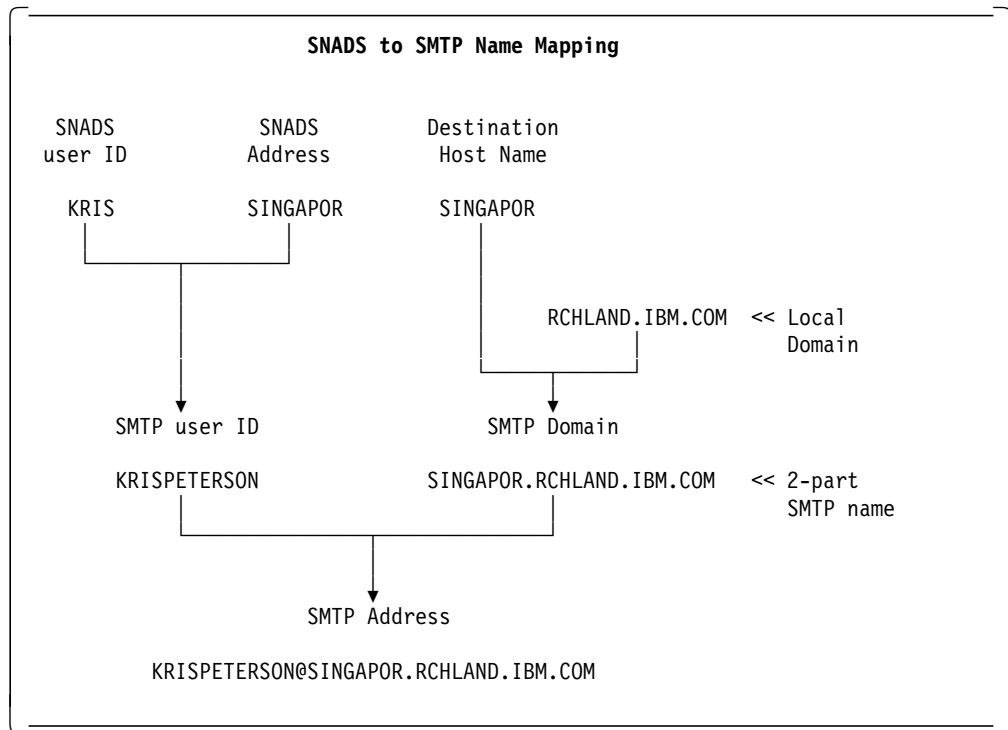 SNADS to SMTP Name Mapping
SNADS SNADS Destination
user ID Address Host Name
KRIS SINGAPOR SINGAPOR
RCHLAND.IBM.COM << Local
Domain
SMTP user ID SMTP Domain
KRISPETERSON SINGAPOR.RCHLAND.IBM.COM << 2-part
SMTP name
SMTP Address
KRISPETERSON@SINGAPOR.RCHLAND.IBM.COM